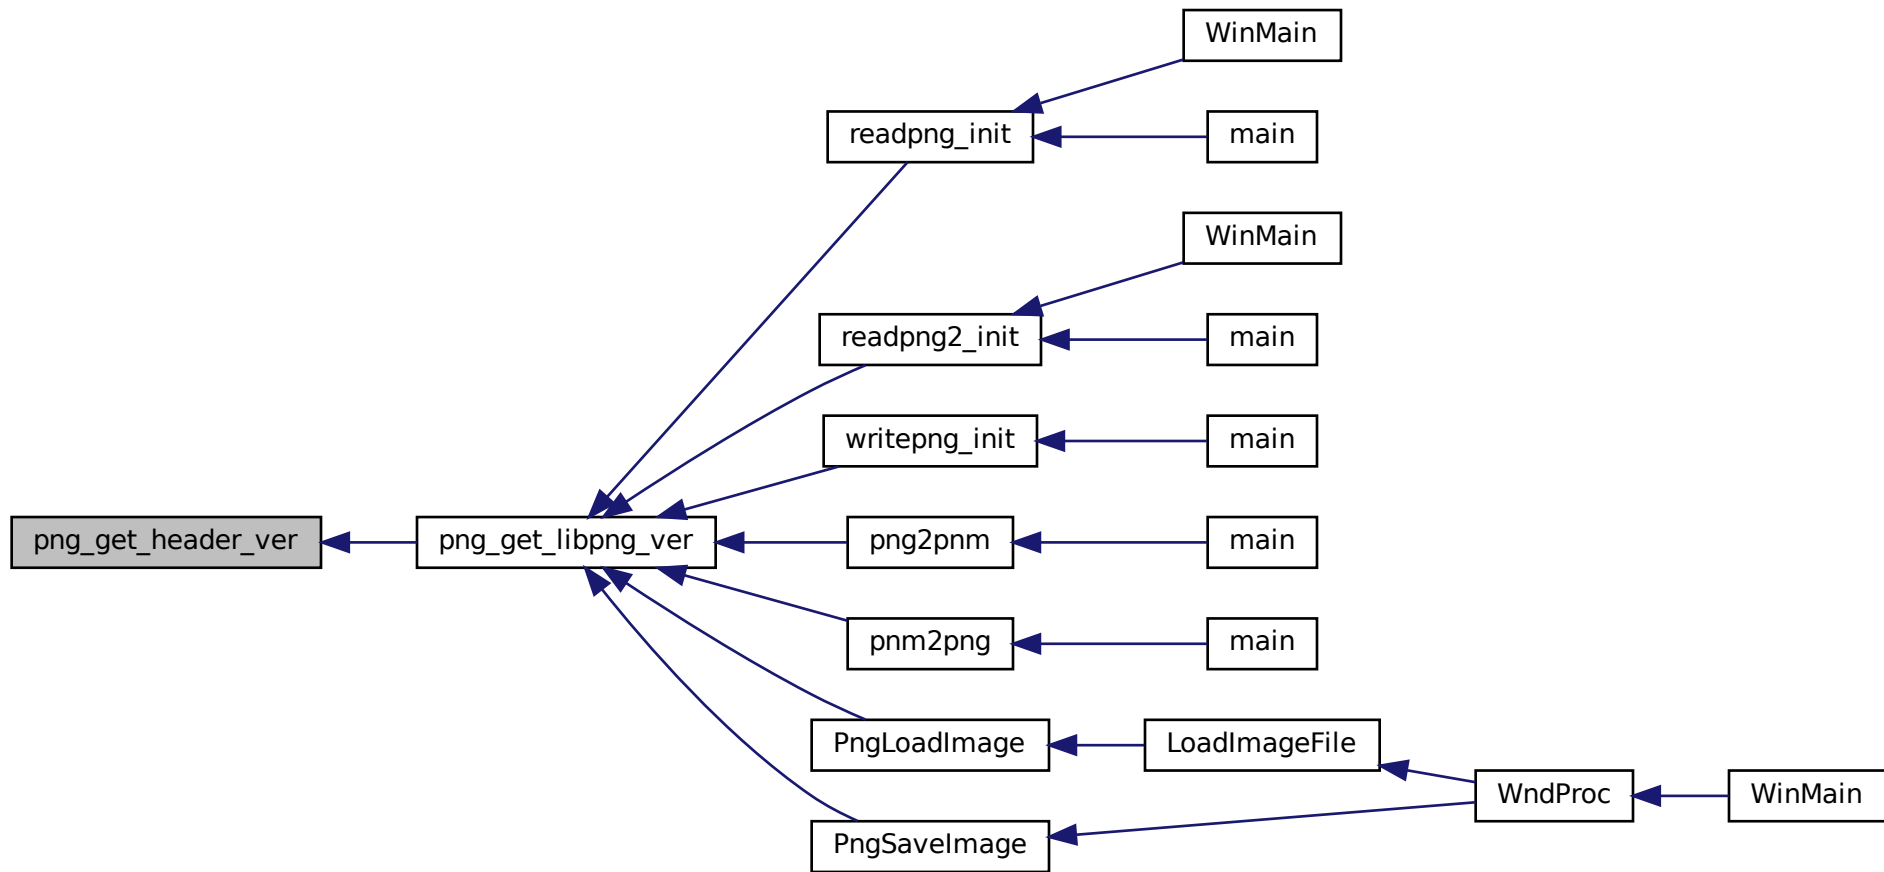 WinMain
readpng_init
main
WinMain
readpng2_init
main
writepng_init
main
png_get_header_ver
png_get_libpng_ver
png2pnm
main
pnm2png
main
PngLoadImage
LoadImageFile
WndProc
WinMain
PngSaveImage